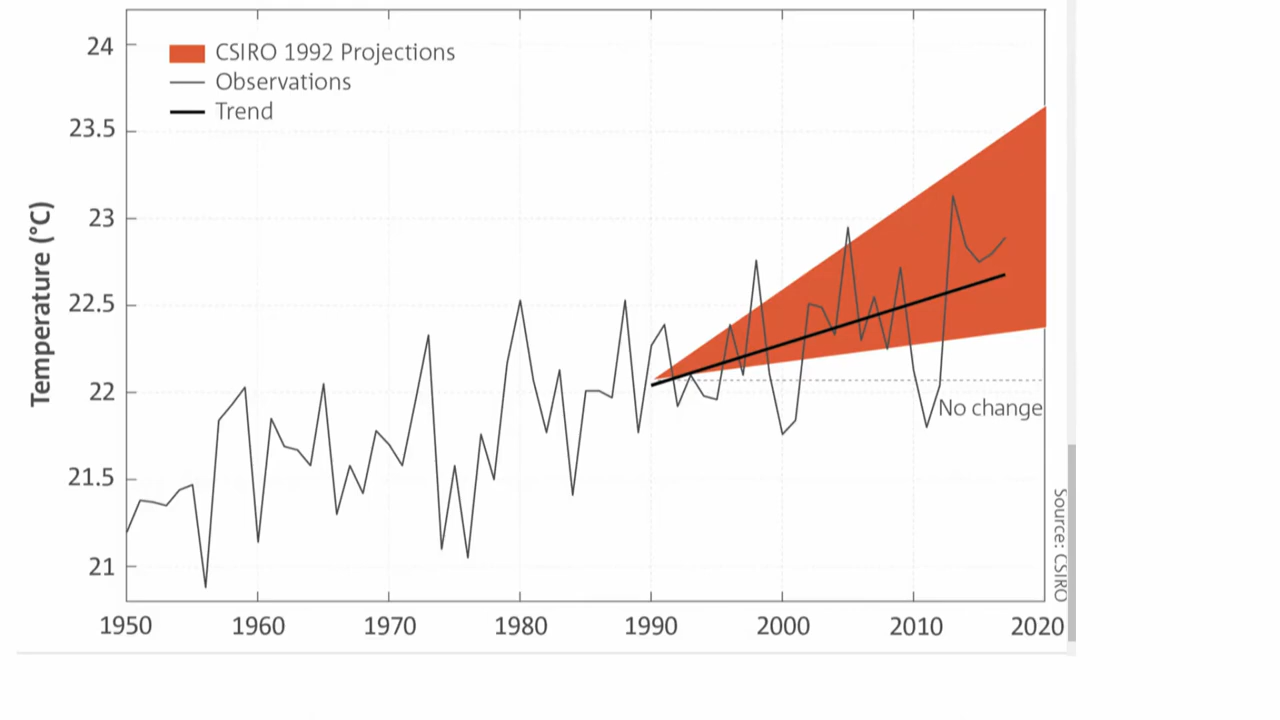 24
CSIRO 1992 Projections
Observations
Trend
23.5
23
22.5
22
21.5
21
Temperature (°C)
No change
Source: CSIRO
1950 1960 1970 1980 1990 2000 2010 2020